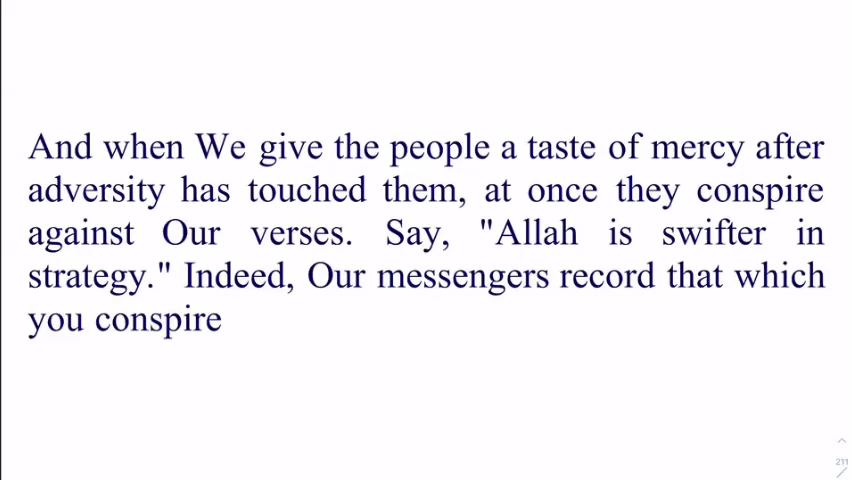 And when We give the people a taste of mercy after
adversity has touched them, at once they conspire
against Our verses. Say, "Allah is swifter in
strategy." Indeed, Our messengers record that which
you conspire
211